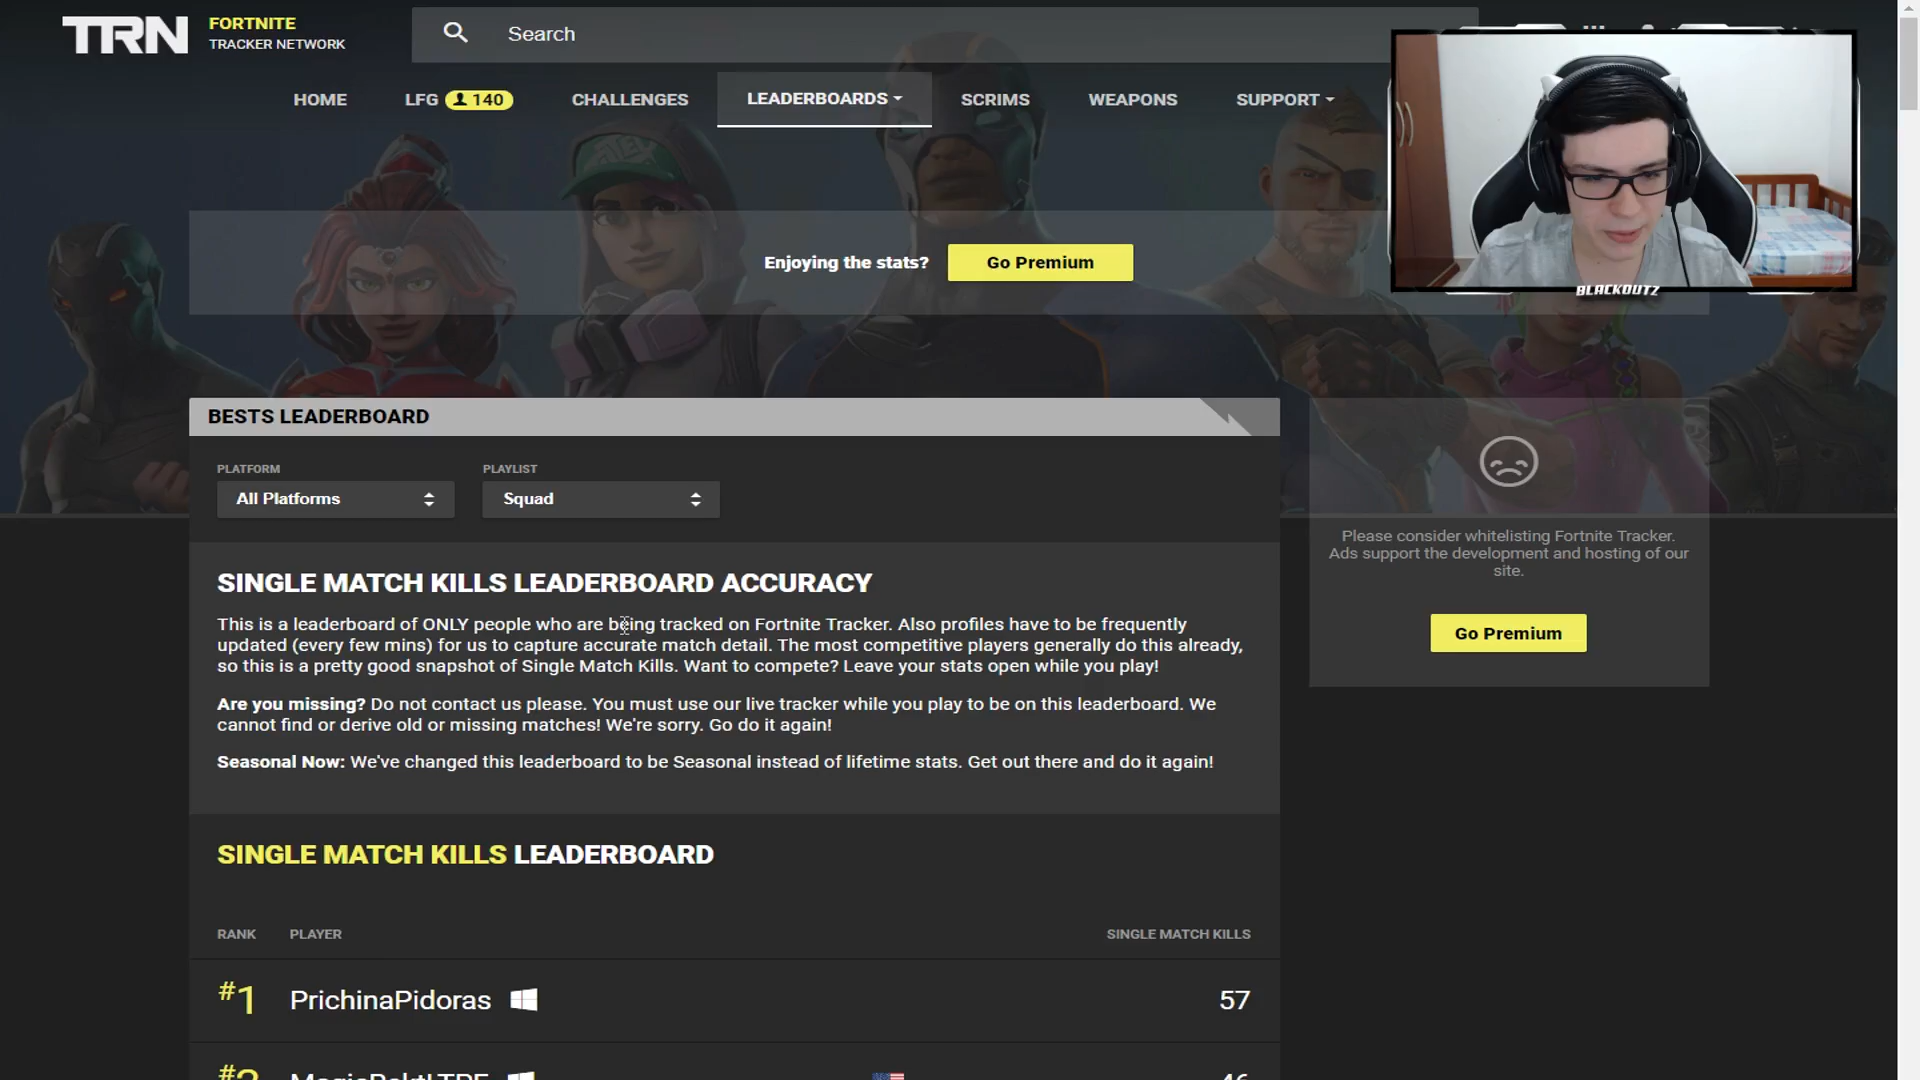 TRN
FORTNITE
TRACKER NETWORK
Search
HOME
LFG 140
CHALLENGES
LEADERBOARDS
SCRIMS
WEAPONS
SUPPORT
BLACKOUTZ
Enjoying the stats?
Go Premium
BESTS LEADERBOARD
PLATFORM
PLAYLIST
All Platforms
Squad
Please consider whitelisting Fortnite Tracker.
Ads support the development and hosting of our
site.
Go Premium
SINGLE MATCH KILLS LEADERBOARD ACCURACY
This is a leaderboard of ONLY people who are being tracked on Fortnite Tracker. Also profiles have to be frequently
updated (every few mins) for us to capture accurate match detail. The most competitive players generally do this already,
so this is a pretty good snapshot of Single Match Kills. Want to compete? Leave your stats open while you play!
Are you missing? Do not contact us please. You must use our live tracker while you play to be on this leaderboard. We
cannot find or derive old or missing matches! We're sorry. Go do it again!
Seasonal Now: We've changed this leaderboard to be Seasonal instead of lifetime stats. Get out there and do it again!
SINGLE MATCH KILLS LEADERBOARD
RANK
PLAYER
SINGLE MATCH KILLS
#1
PrichinaPidoras
57
#2
46